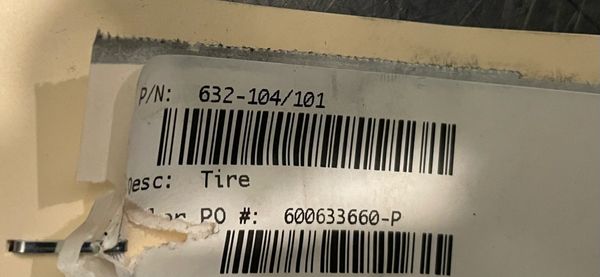 P/N: 632-104/101
Desc: Tire
PO #: 600633660-P